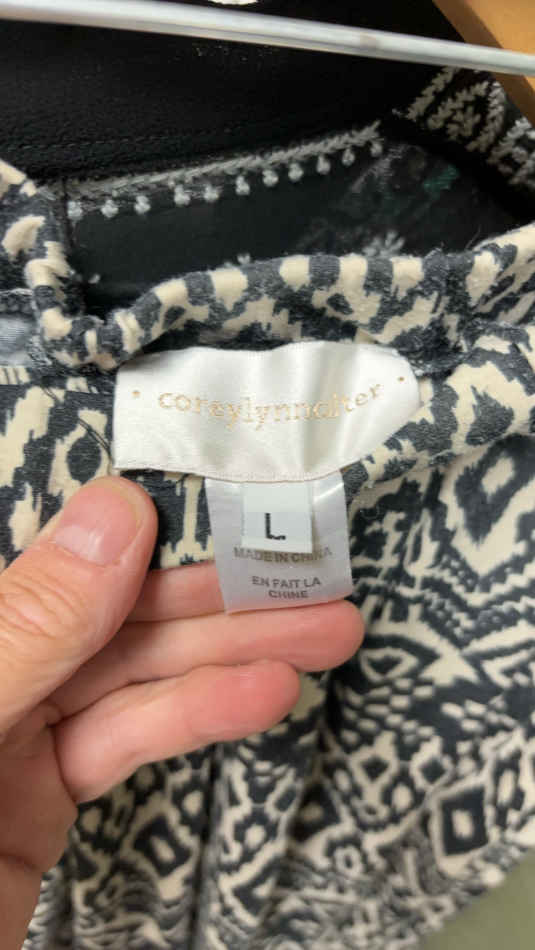 • coreylynncalter •
L
MADE IN CHINA
EN FAIT LA
CHINE